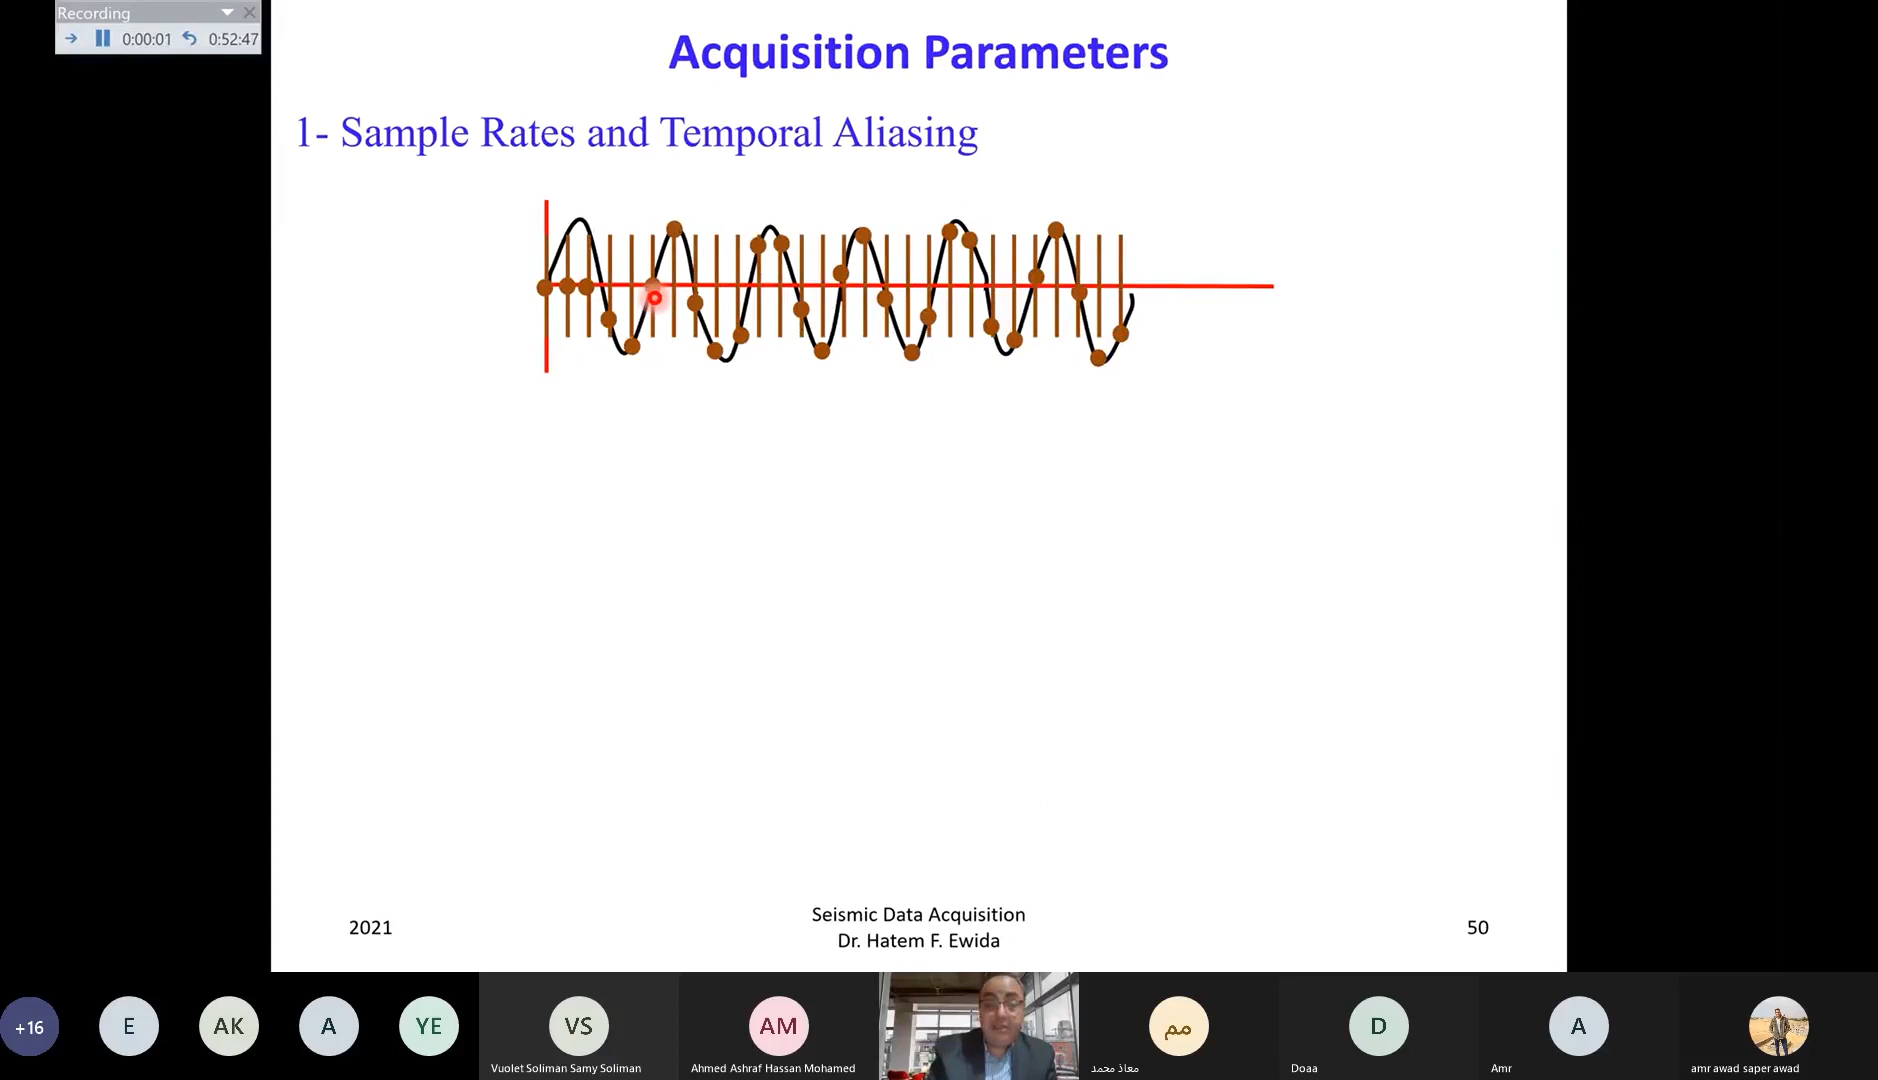 Recording
0:00:01 0:52:47
Acquisition Parameters
1- Sample Rates and Temporal Aliasing
2021
Seismic Data Acquisition
Dr. Hatem F. Ewida
50
+16
E
AK
A
YE
VS
AM
مم
D
A
Vuolet Soliman Samy Soliman
Ahmed Ashraf Hassan Mohamed
معاذ محمد
Doaa
Amr
amr awad saper awad